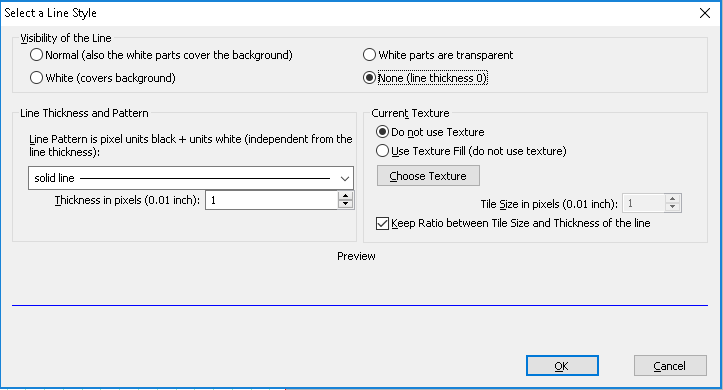 Select a Line Style
Visibility of the Line
Normal (also the white parts cover the background)
White parts are transparent
White (covers background)
None (line thickness 0)
Line Thickness and Pattern
Line Pattern is pixel units black + units white (independent from the
line thickness):
solid line
Thickness in pixels (0.01 inch): 1
Current Texture
Do not use Texture
Use Texture Fill (do not use texture)
Choose Texture
Tile Size in pixels (0.01 inch): 1
Keep Ratio between Tile Size and Thickness of the line
Preview
OK
Cancel